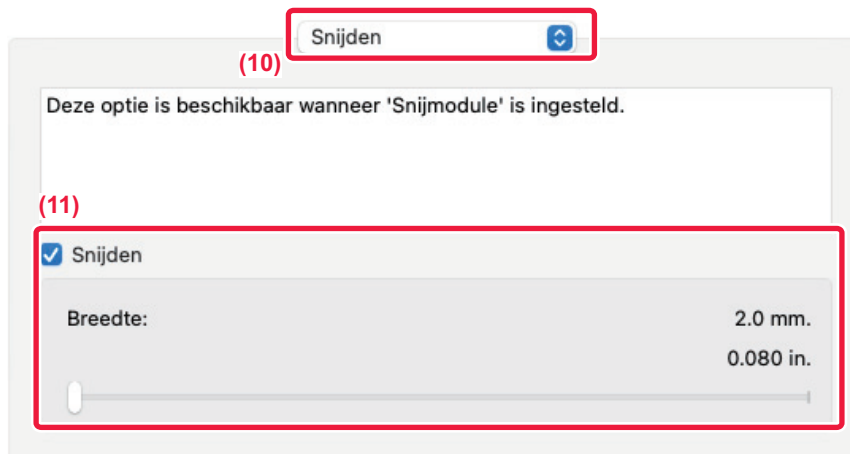 Snijden
(10)
Deze optie is beschikbaar wanneer 'Snijmodule' is ingesteld.
(11)
Snijden
Breedte: 2.0 mm.
0.080 in.